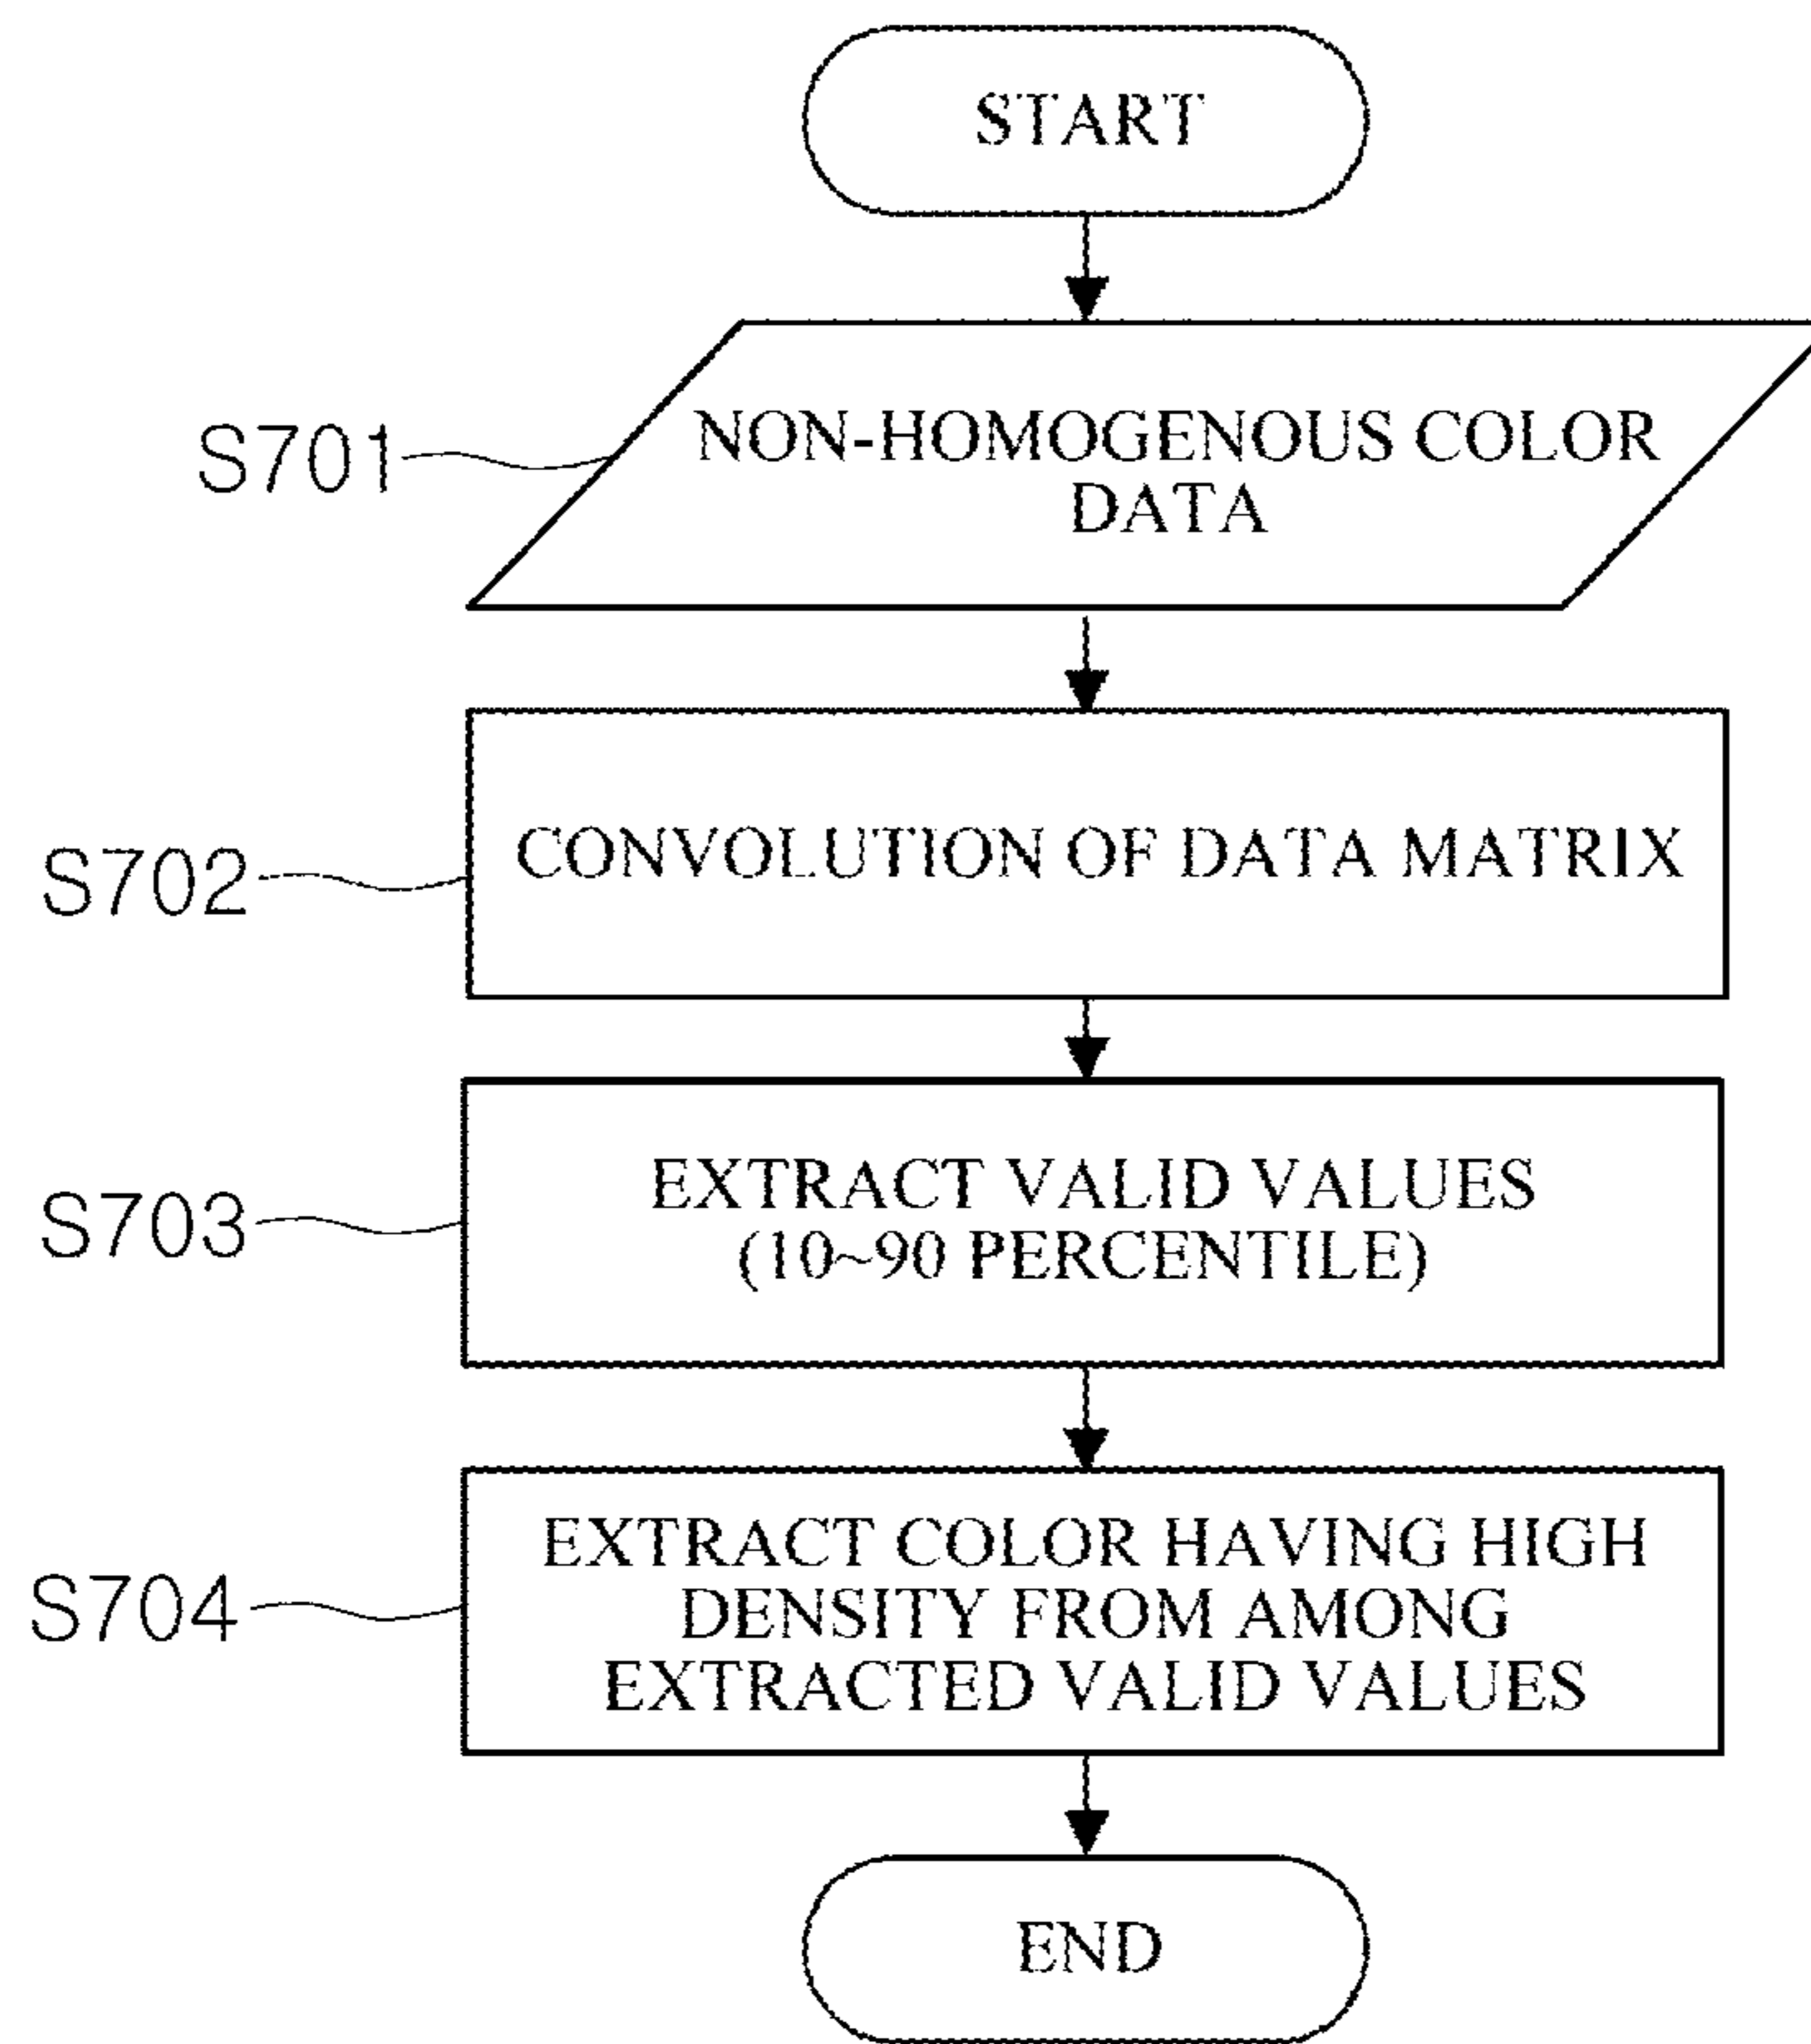 START
S701
NON-HOMOGENOUS COLOR
DATA
S702
CONVOLUTION OF DATA MATRIX
S703
EXTRACT VALID VALUES
(10~90 PERCENTILE)
S704
EXTRACT COLOR HAVING HIGH
DENSITY FROM AMONG
EXTRACTED VALID VALUES
END